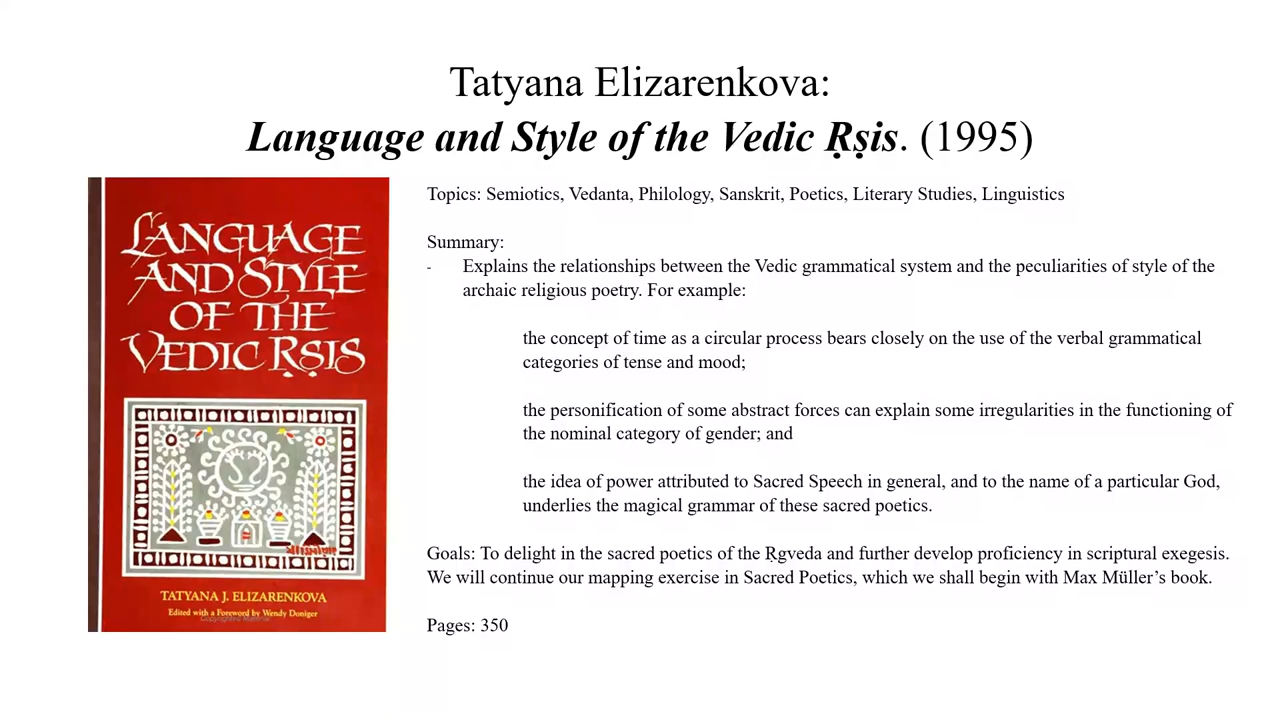 Tatyana Elizarenkova:
Language and Style of the Vedic Ṛṣis. (1995)
LANGUAGE
AND STYLE
OF THE
VEDIC ṚṢIS
TATYANA J. ELIZARENKOVA
Edited with a Foreword by Wendy Doniger
Copyrighted Material
Topics: Semiotics, Vedanta, Philology, Sanskrit, Poetics, Literary Studies, Linguistics
Summary:
- Explains the relationships between the Vedic grammatical system and the peculiarities of style of the
archaic religious poetry. For example:
the concept of time as a circular process bears closely on the use of the verbal grammatical
categories of tense and mood;
the personification of some abstract forces can explain some irregularities in the functioning of
the nominal category of gender; and
the idea of power attributed to Sacred Speech in general, and to the name of a particular God,
underlies the magical grammar of these sacred poetics.
Goals: To delight in the sacred poetics of the Ṛgveda and further develop proficiency in scriptural exegesis.
We will continue our mapping exercise in Sacred Poetics, which we shall begin with Max Müller’s book.
Pages: 350